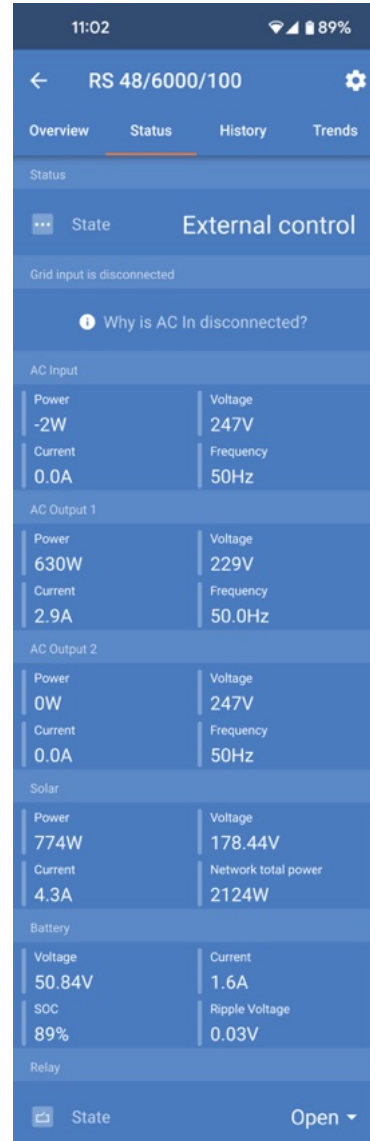 11:02 89%
RS 48/6000/100
Overview Status History Trends
Status
State External control
Grid input is disconnected
Why is AC In disconnected?
AC Input
Power Voltage
-2W 247V
Current Frequency
0.0A 50Hz
AC Output 1
Power Voltage
630W 229V
Current Frequency
2.9A 50.0Hz
AC Output 2
Power Voltage
0W 247V
Current Frequency
0.0A 50Hz
Solar
Power Voltage
774W 178.44V
Current Network total power
4.3A 2124W
Battery
Voltage Current
50.84V 1.6A
SOC Ripple Voltage
89% 0.03V
Relay
State Open